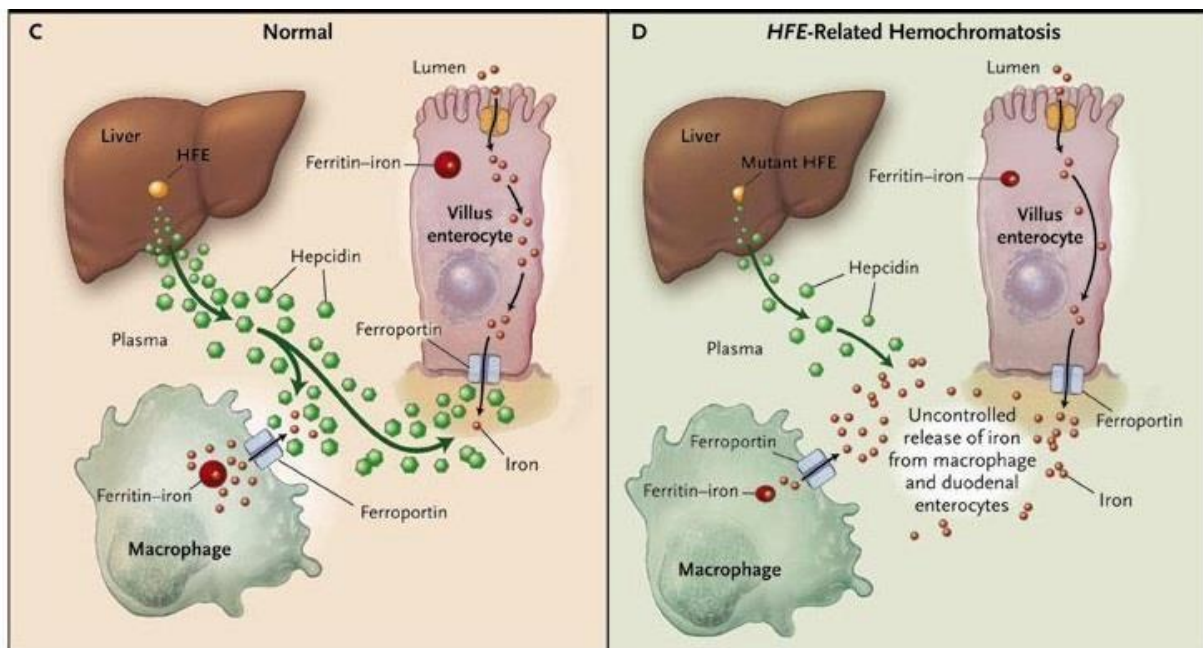 C
Normal
Lumen
Liver
HFE
Ferritin–iron
Villus
enterocyte
Hepcidin
Ferroportin
Plasma
Iron
Ferritin–iron
Ferroportin
Macrophage
D
HFE-Related Hemochromatosis
Lumen
Liver
Mutant HFE
Ferritin–iron
Villus
enterocyte
Hepcidin
Plasma
Ferroportin
Uncontrolled
release of iron
from macrophage
and duodenal
enterocytes
Ferroportin
Ferritin–iron
Iron
Macrophage